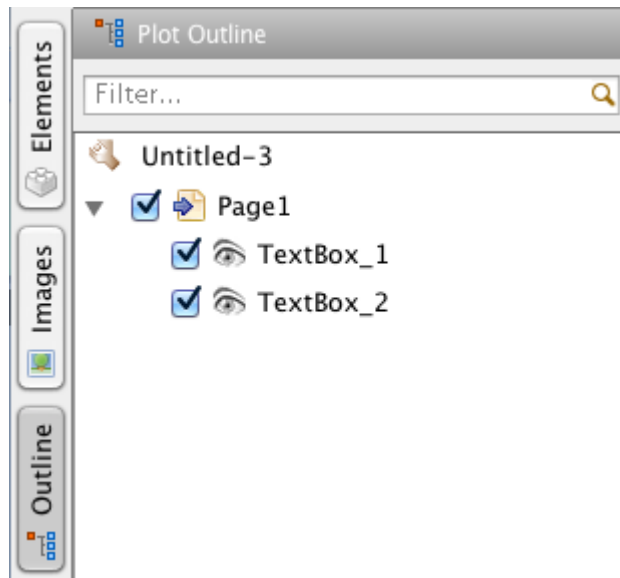 Plot Outline
Filter...
Untitled-3
Page1
TextBox_1
TextBox_2
Elements
Images
Outline